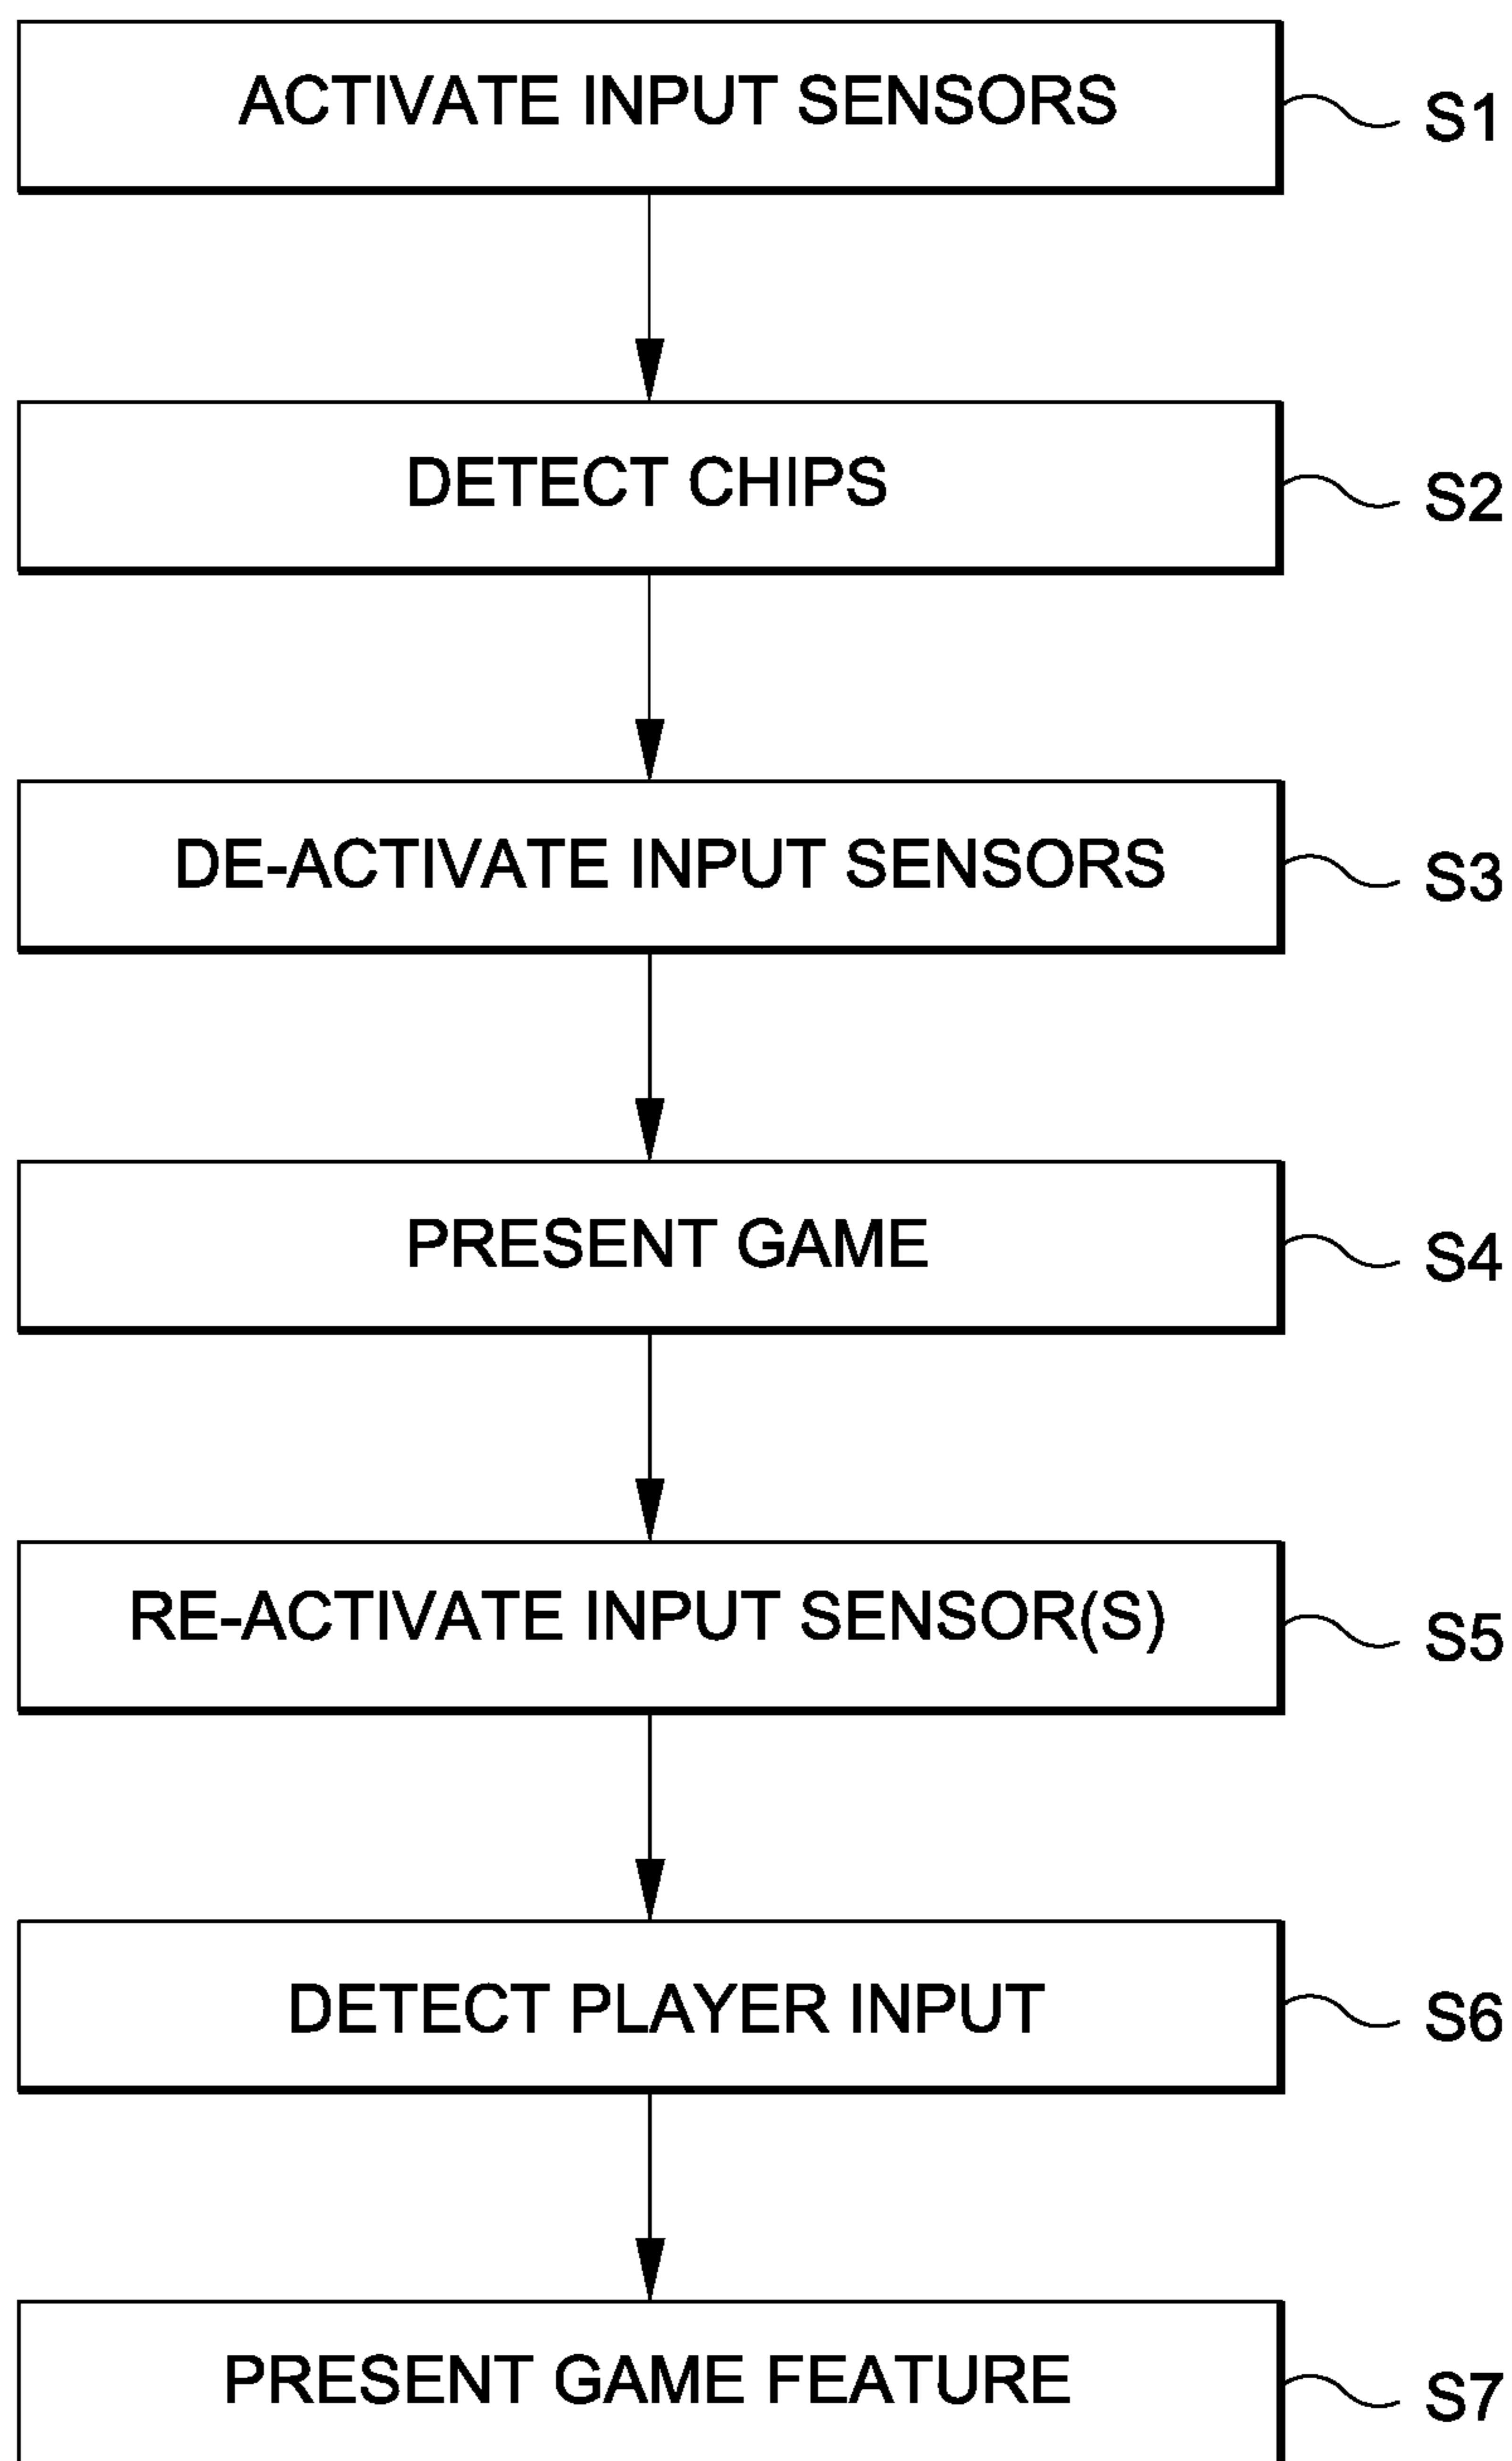 ACTIVATE INPUT SENSORS
S1
DETECT CHIPS
S2
DE-ACTIVATE INPUT SENSORS
S3
PRESENT GAME
S4
RE-ACTIVATE INPUT SENSOR(S)
S5
DETECT PLAYER INPUT
S6
PRESENT GAME FEATURE
S7